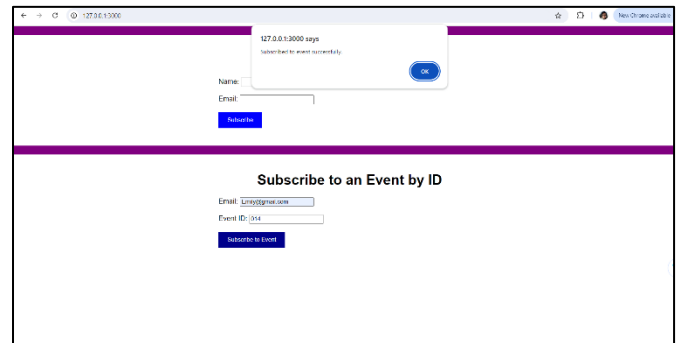 127.0.0.1:3000
New Chrome available
127.0.0.1:3000 says
Subscribed to event successfully.
OK
Name:
Email:
Subscribe
Subscribe to an Event by ID
Email:
Event ID: 014
Subscribe to Event